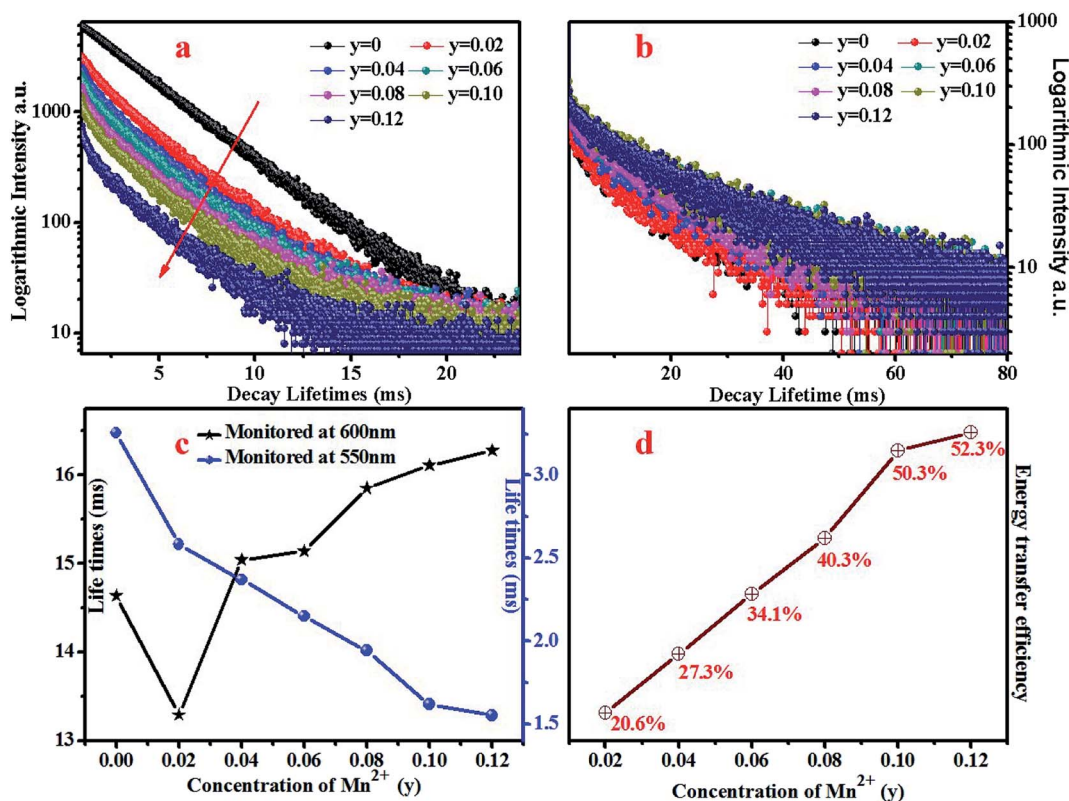 a
y=0 y=0.02
y=0.04 y=0.06
y=0.08 y=0.10
y=0.12
Logarithmic Intensity a.u.
1000
100
10
5 10 15 20
Decay Lifetimes (ms)
b
y=0 y=0.02
y=0.04 y=0.06
y=0.08 y=0.10
y=0.12
1000
100
10
Logarithmic Intensity a.u.
20 40 60 80
Decay Lifetime (ms)
c
Monitored at 600nm
Monitored at 550nm
Life times (ms)
16
15
14
13
3.0
2.5
2.0
1.5
Life times (ms)
0.00 0.02 0.04 0.06 0.08 0.10 0.12
Concentration of Mn²⁺ (y)
d
52.3%
50.3%
40.3%
34.1%
27.3%
20.6%
Energy transfer efficiency
0.02 0.04 0.06 0.08 0.10 0.12
Concentration of Mn²⁺ (y)